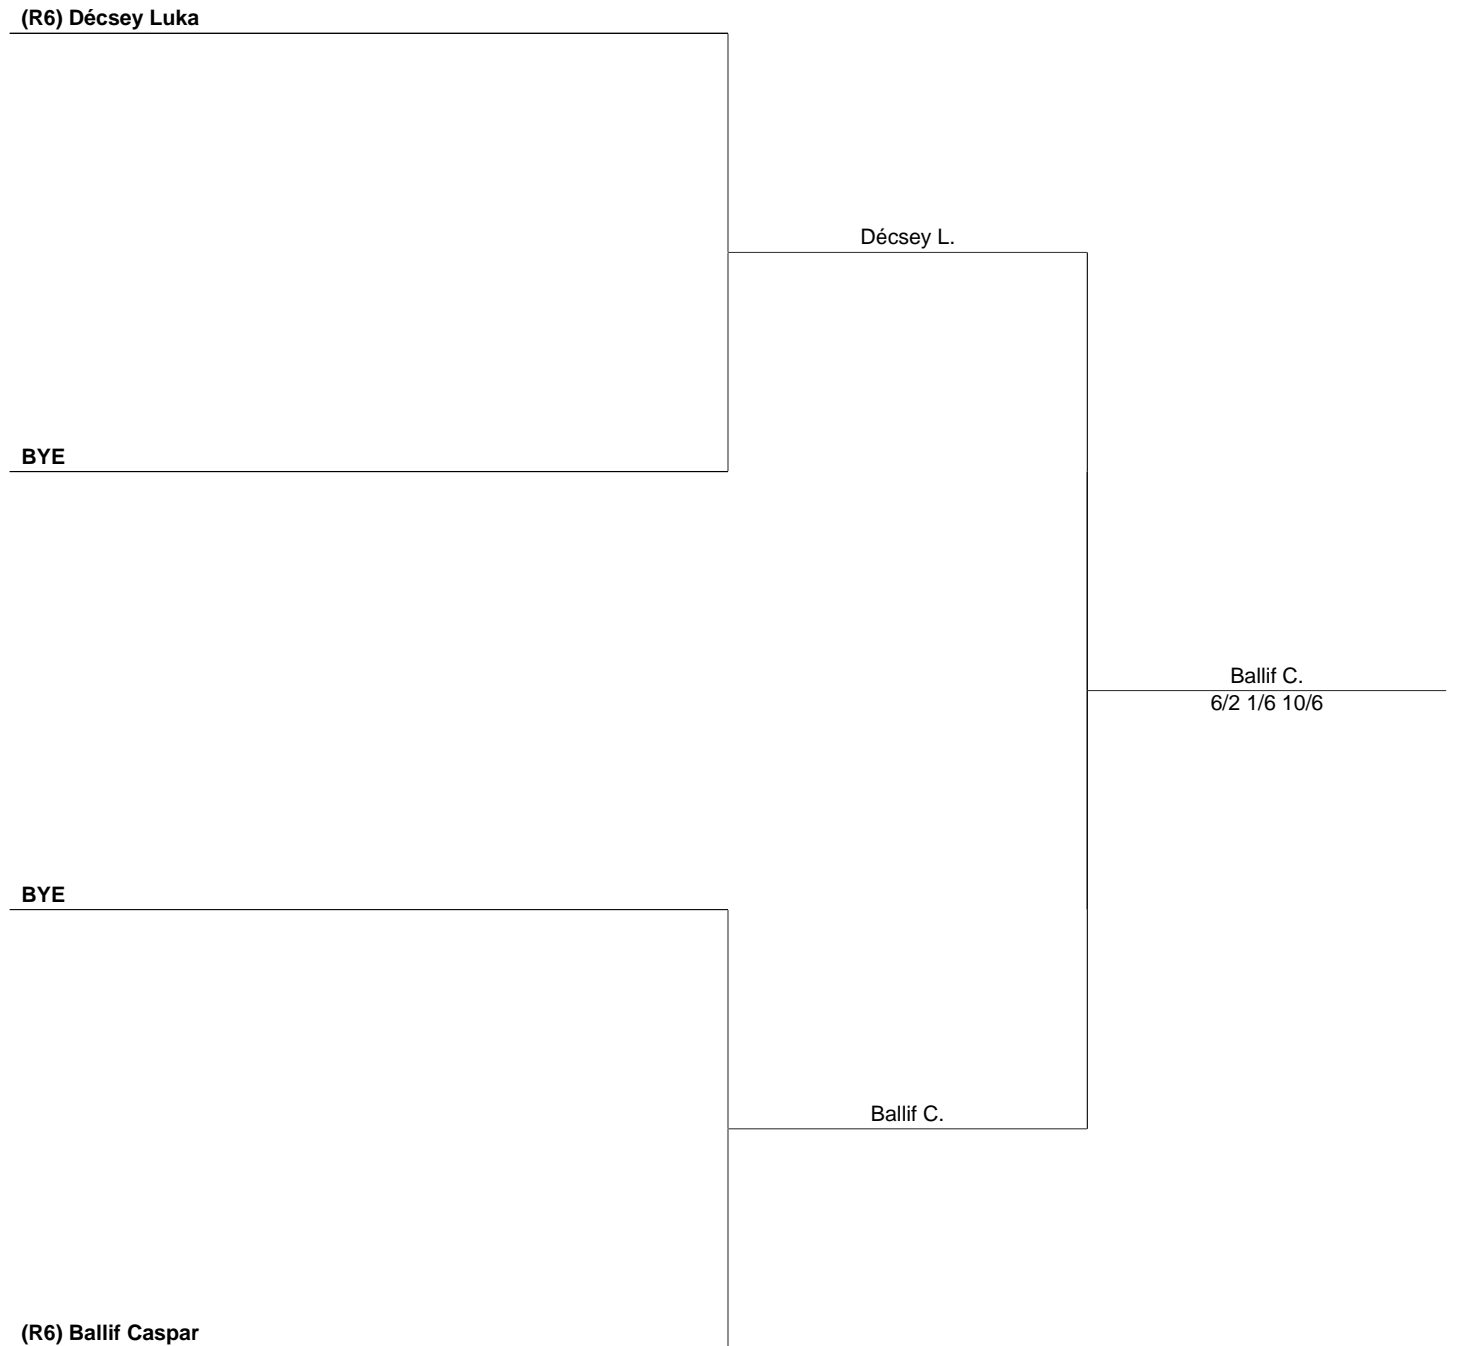 (R6) Décsey Luka
Décsey L.
BYE
Ballif C.
6/2 1/6 10/6
BYE
Ballif C.
(R6) Ballif Caspar